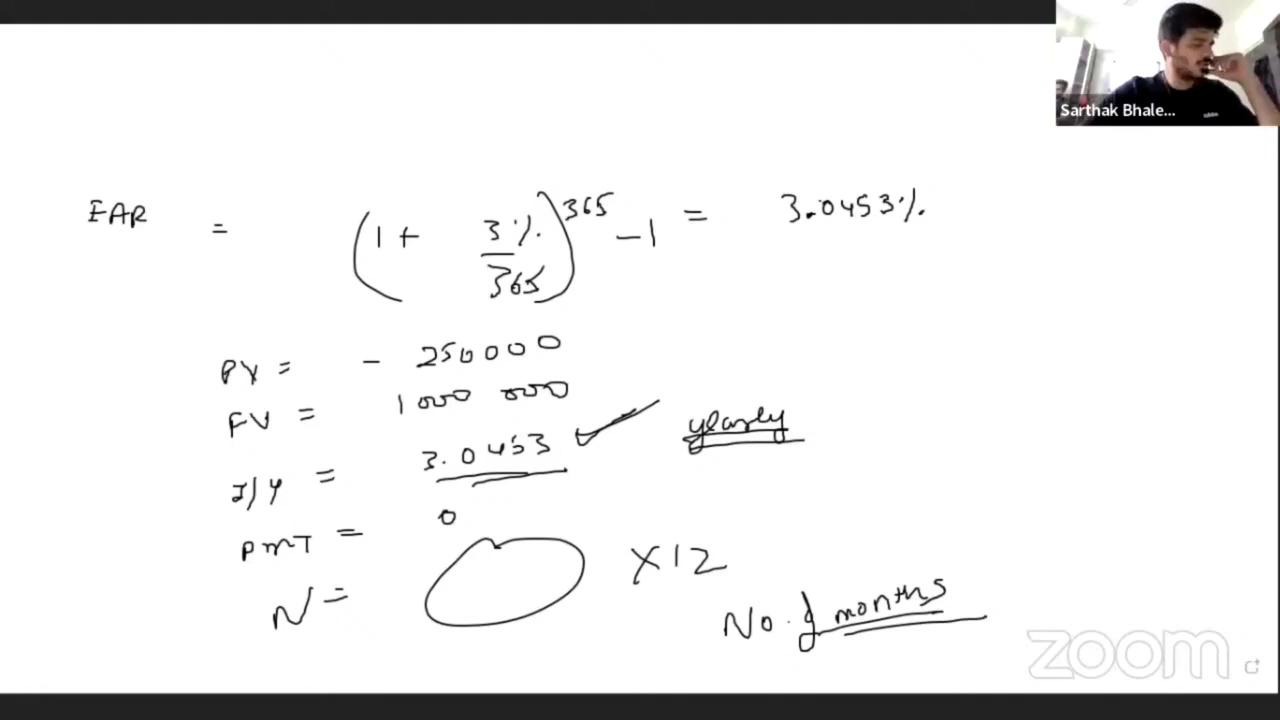 Sarthak Bhale...
EAR = (1 + 3% / 365)^365 - 1 = 3.0453%
PV = - 250000
FV = 1000 000
I/Y = 3.0453 ✓ yearly
PMT = 0
N = X12
No. of months
zoom